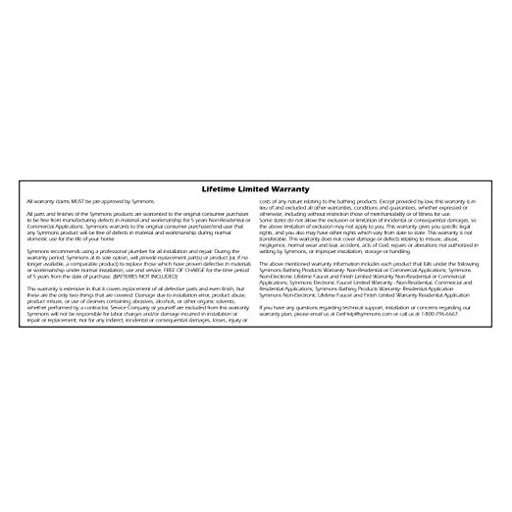 Lifetime Limited Warranty
All warranty claims MUST be pre-approved by Symmons.
All parts and finishes of the Symmons products are warranted to the original consumer purchaser
to be free from manufacturing defects in material and workmanship for 5 years Non-Residential or
Commercial Applications. Symmons warrants to the original consumer purchaser/end-user that
any Symmons product will be free of defects in material and workmanship during normal
domestic use for the life of your home.
Symmons recommends using a professional plumber for all installation and repair. During the
warranty period, Symmons at its sole option, will provide replacement part(s) or product (or if no
longer available, a comparable product) to replace those which have proven defective in materials
or workmanship under normal installation, use and service, FREE OF CHARGE for the time period
of 5 years from the date of purchase. (BATTERIES NOT INCLUDED)
This warranty is extensive in that it covers replacement of all defective parts and even finish, but
these are the only two things that are covered. Damage due to installation error, product abuse,
product misuse, or use of cleaners containing abrasives, alcohols, or other organic solvents,
whether performed by a contractor, Service Company or yourself are excluded from this warranty.
Symmons will not be responsible for labor charges and/or damage incurred in installation or
repair of replacement, nor for any indirect, incidental or consequential damages, losses, injury or
costs of any nature relating to the bathing products. Except provided by law, this warranty is in
lieu of and excluded all other warranties, conditions and guarantees, whether expressed or
otherwise, including without restriction those of merchantability or of fitness for use.
Some states do not allow the exclusion or limitation of incidental or consequential damages, so
the above limitation of exclusion may not apply to you. This warranty gives you specific legal
rights, and you also may have other rights which vary from state to state. This warranty is not
transferable. This warranty does not cover damage or defects relating to misuse, abuse,
negligence, normal wear and tear, accident, acts of God, repairs or alterations not authorized in
writing by Symmons, or improper installation, storage or handling.
The above mentioned warranty information includes each product that falls under the following:
Symmons Bathing Products Warranty- Non-Residential or Commercial Applications; Symmons
Non-Electronic Lifetime Faucet and Finish Limited Warranty Non-Residential or Commercial
Applications; Symmons Electronic Faucet Limited Warranty- Non-Residential, Commercial and
Residential Applications; Symmons Bathing Products Warranty- Residential Application
Symmons Non-Electronic; Lifetime Faucet and Finish Limited Warranty Residential Application
If you have any questions regarding technical support, installation or concerns regarding our
warranty plan, please email us at GetHelp@symmons.com or call us at 1-800-796-6667.